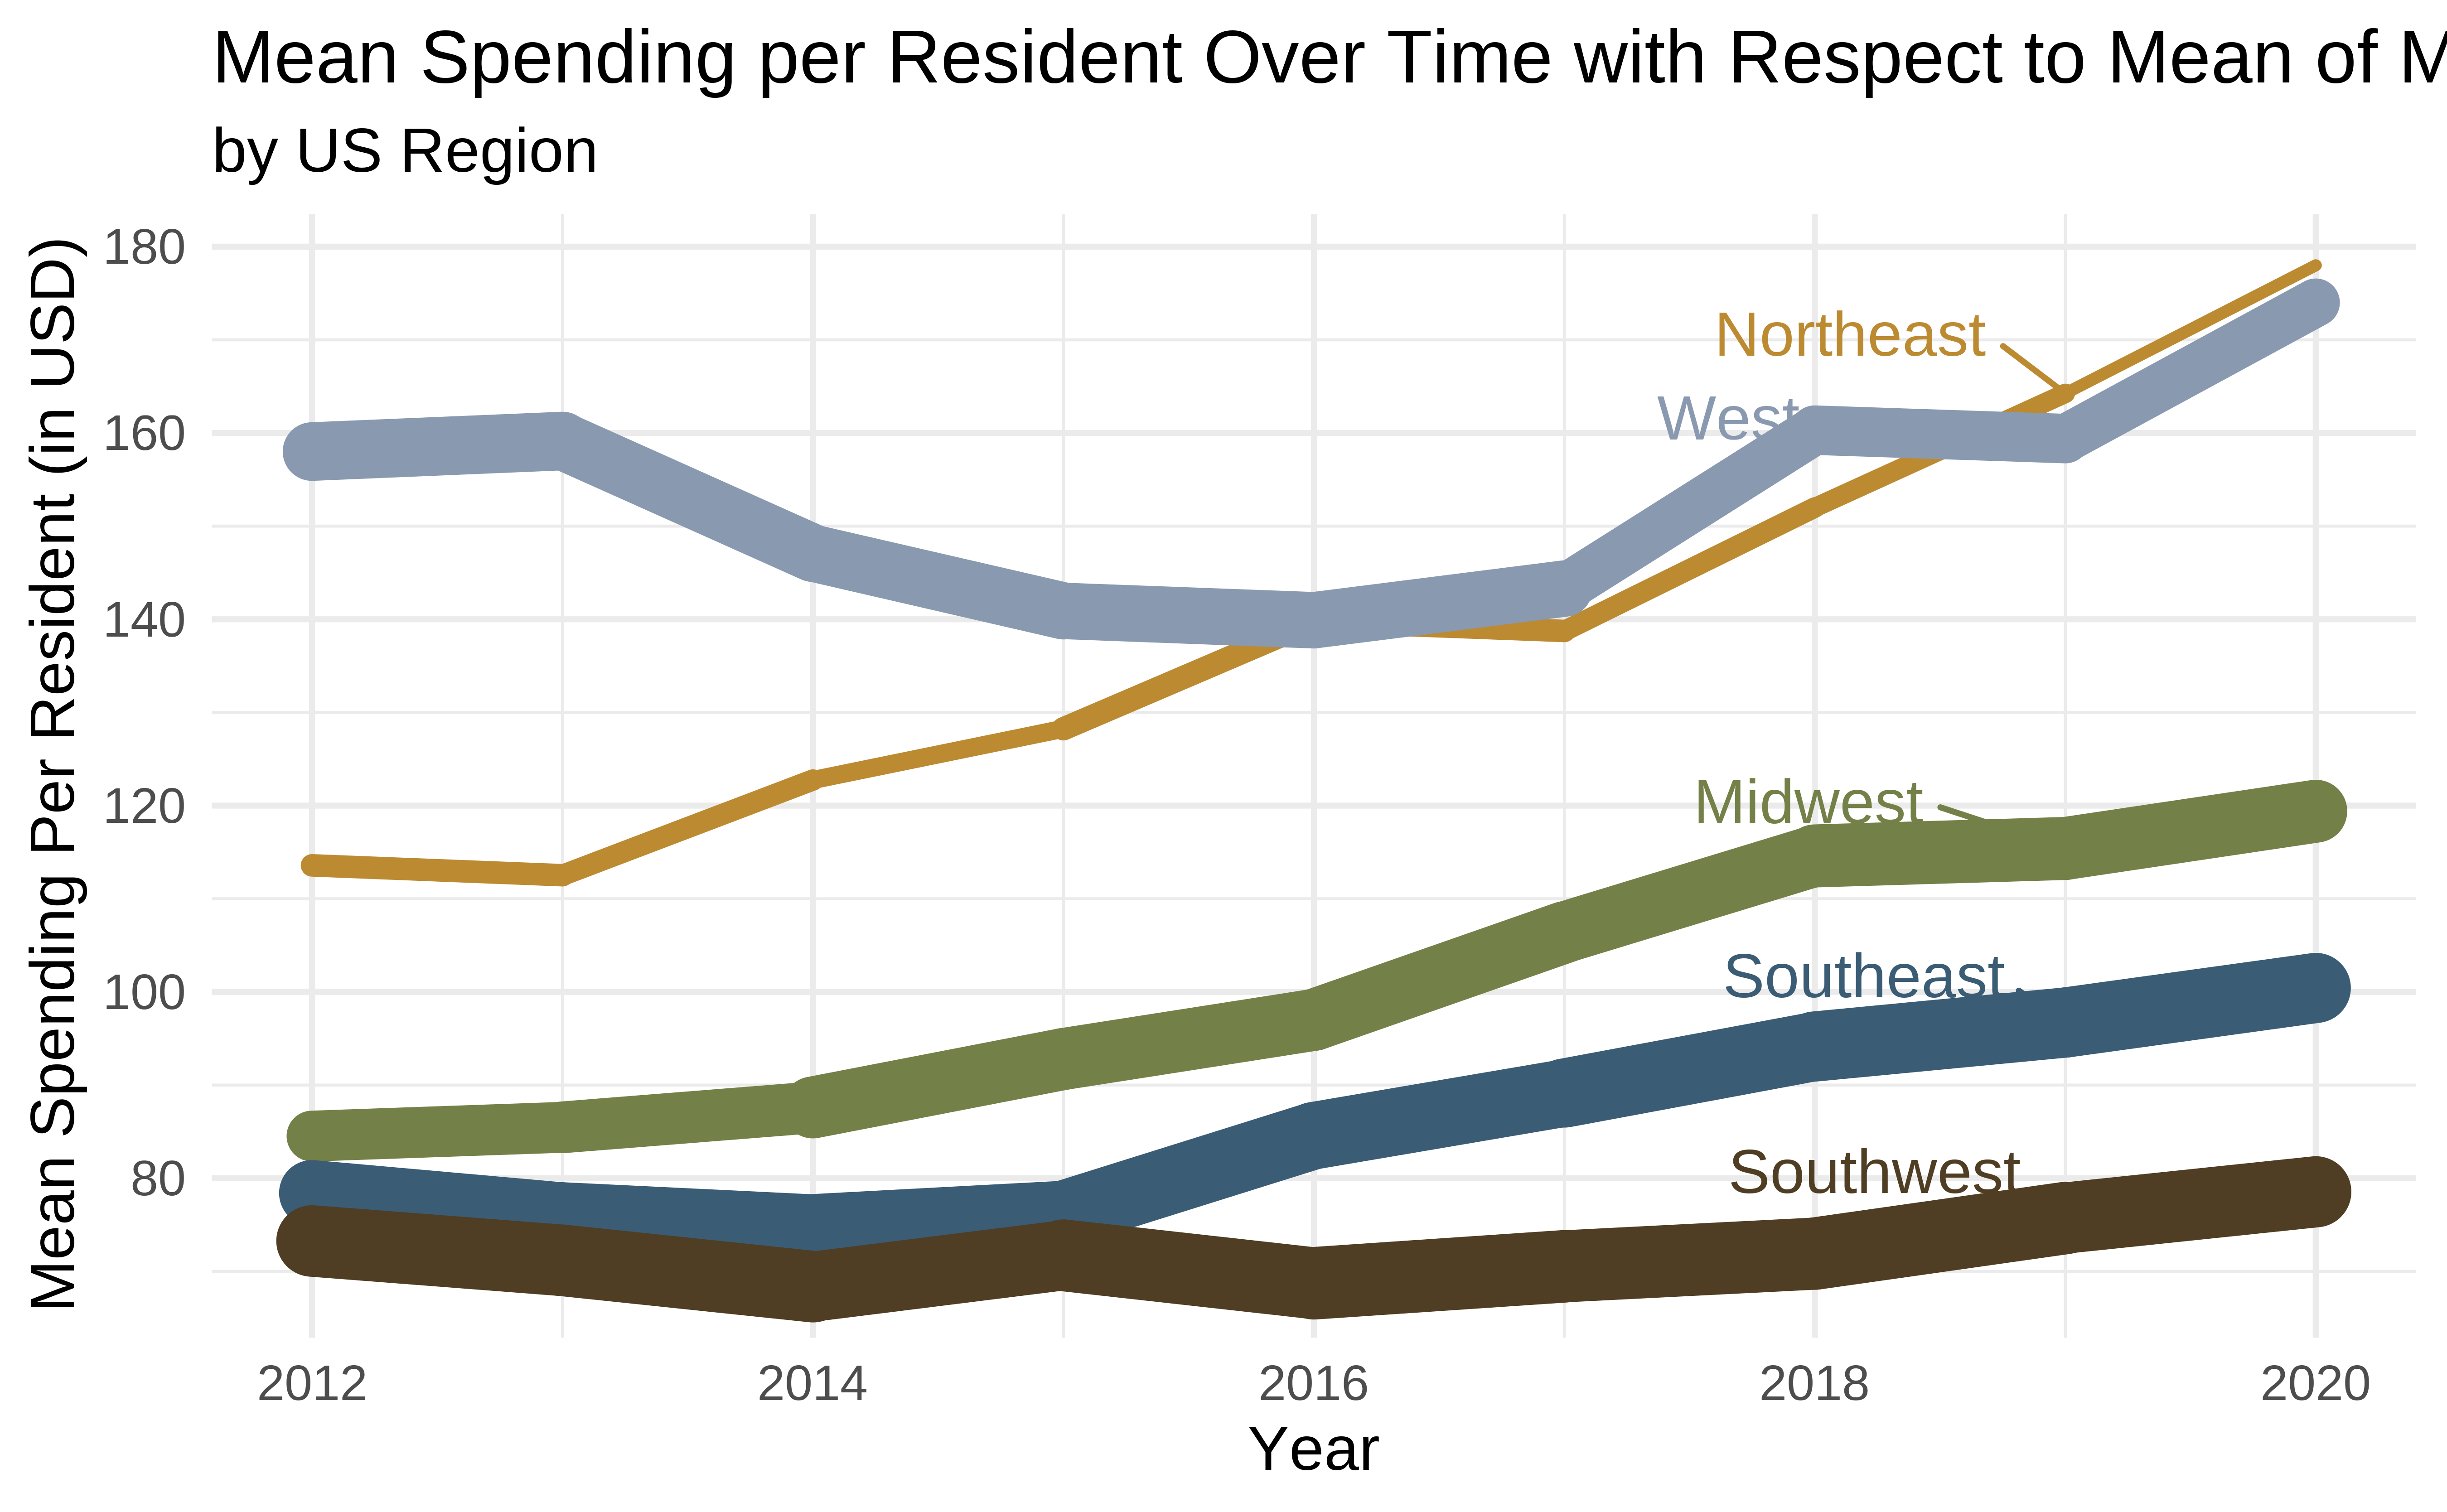 Mean Spending per Resident Over Time with Respect to Mean of
by US Region
Mean Spending Per Resident (in USD)
180
160
140
120
100
80
Northeast
West
Midwest
Southeast
Southwest
2012 2014 2016 2018 2020
Year